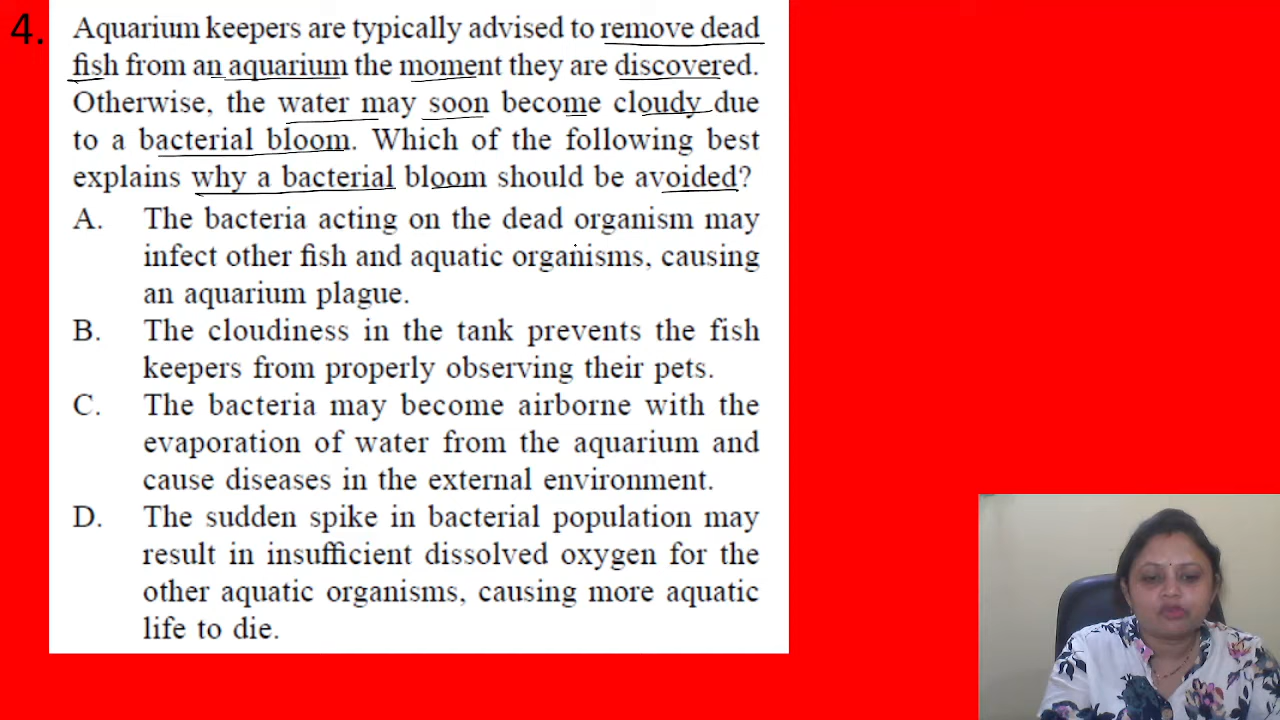 4. Aquarium keepers are typically advised to remove dead
fish from an aquarium the moment they are discovered.
Otherwise, the water may soon become cloudy due
to a bacterial bloom. Which of the following best
explains why a bacterial bloom should be avoided?
A. The bacteria acting on the dead organism may
infect other fish and aquatic organisms, causing
an aquarium plague.
B. The cloudiness in the tank prevents the fish
keepers from properly observing their pets.
C. The bacteria may become airborne with the
evaporation of water from the aquarium and
cause diseases in the external environment.
D. The sudden spike in bacterial population may
result in insufficient dissolved oxygen for the
other aquatic organisms, causing more aquatic
life to die.